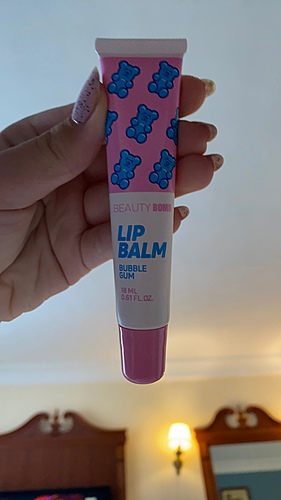 BEAUTY BOMB
LIP
BALM
BUBBLE
GUM
18 ML
0.61 FL.OZ.